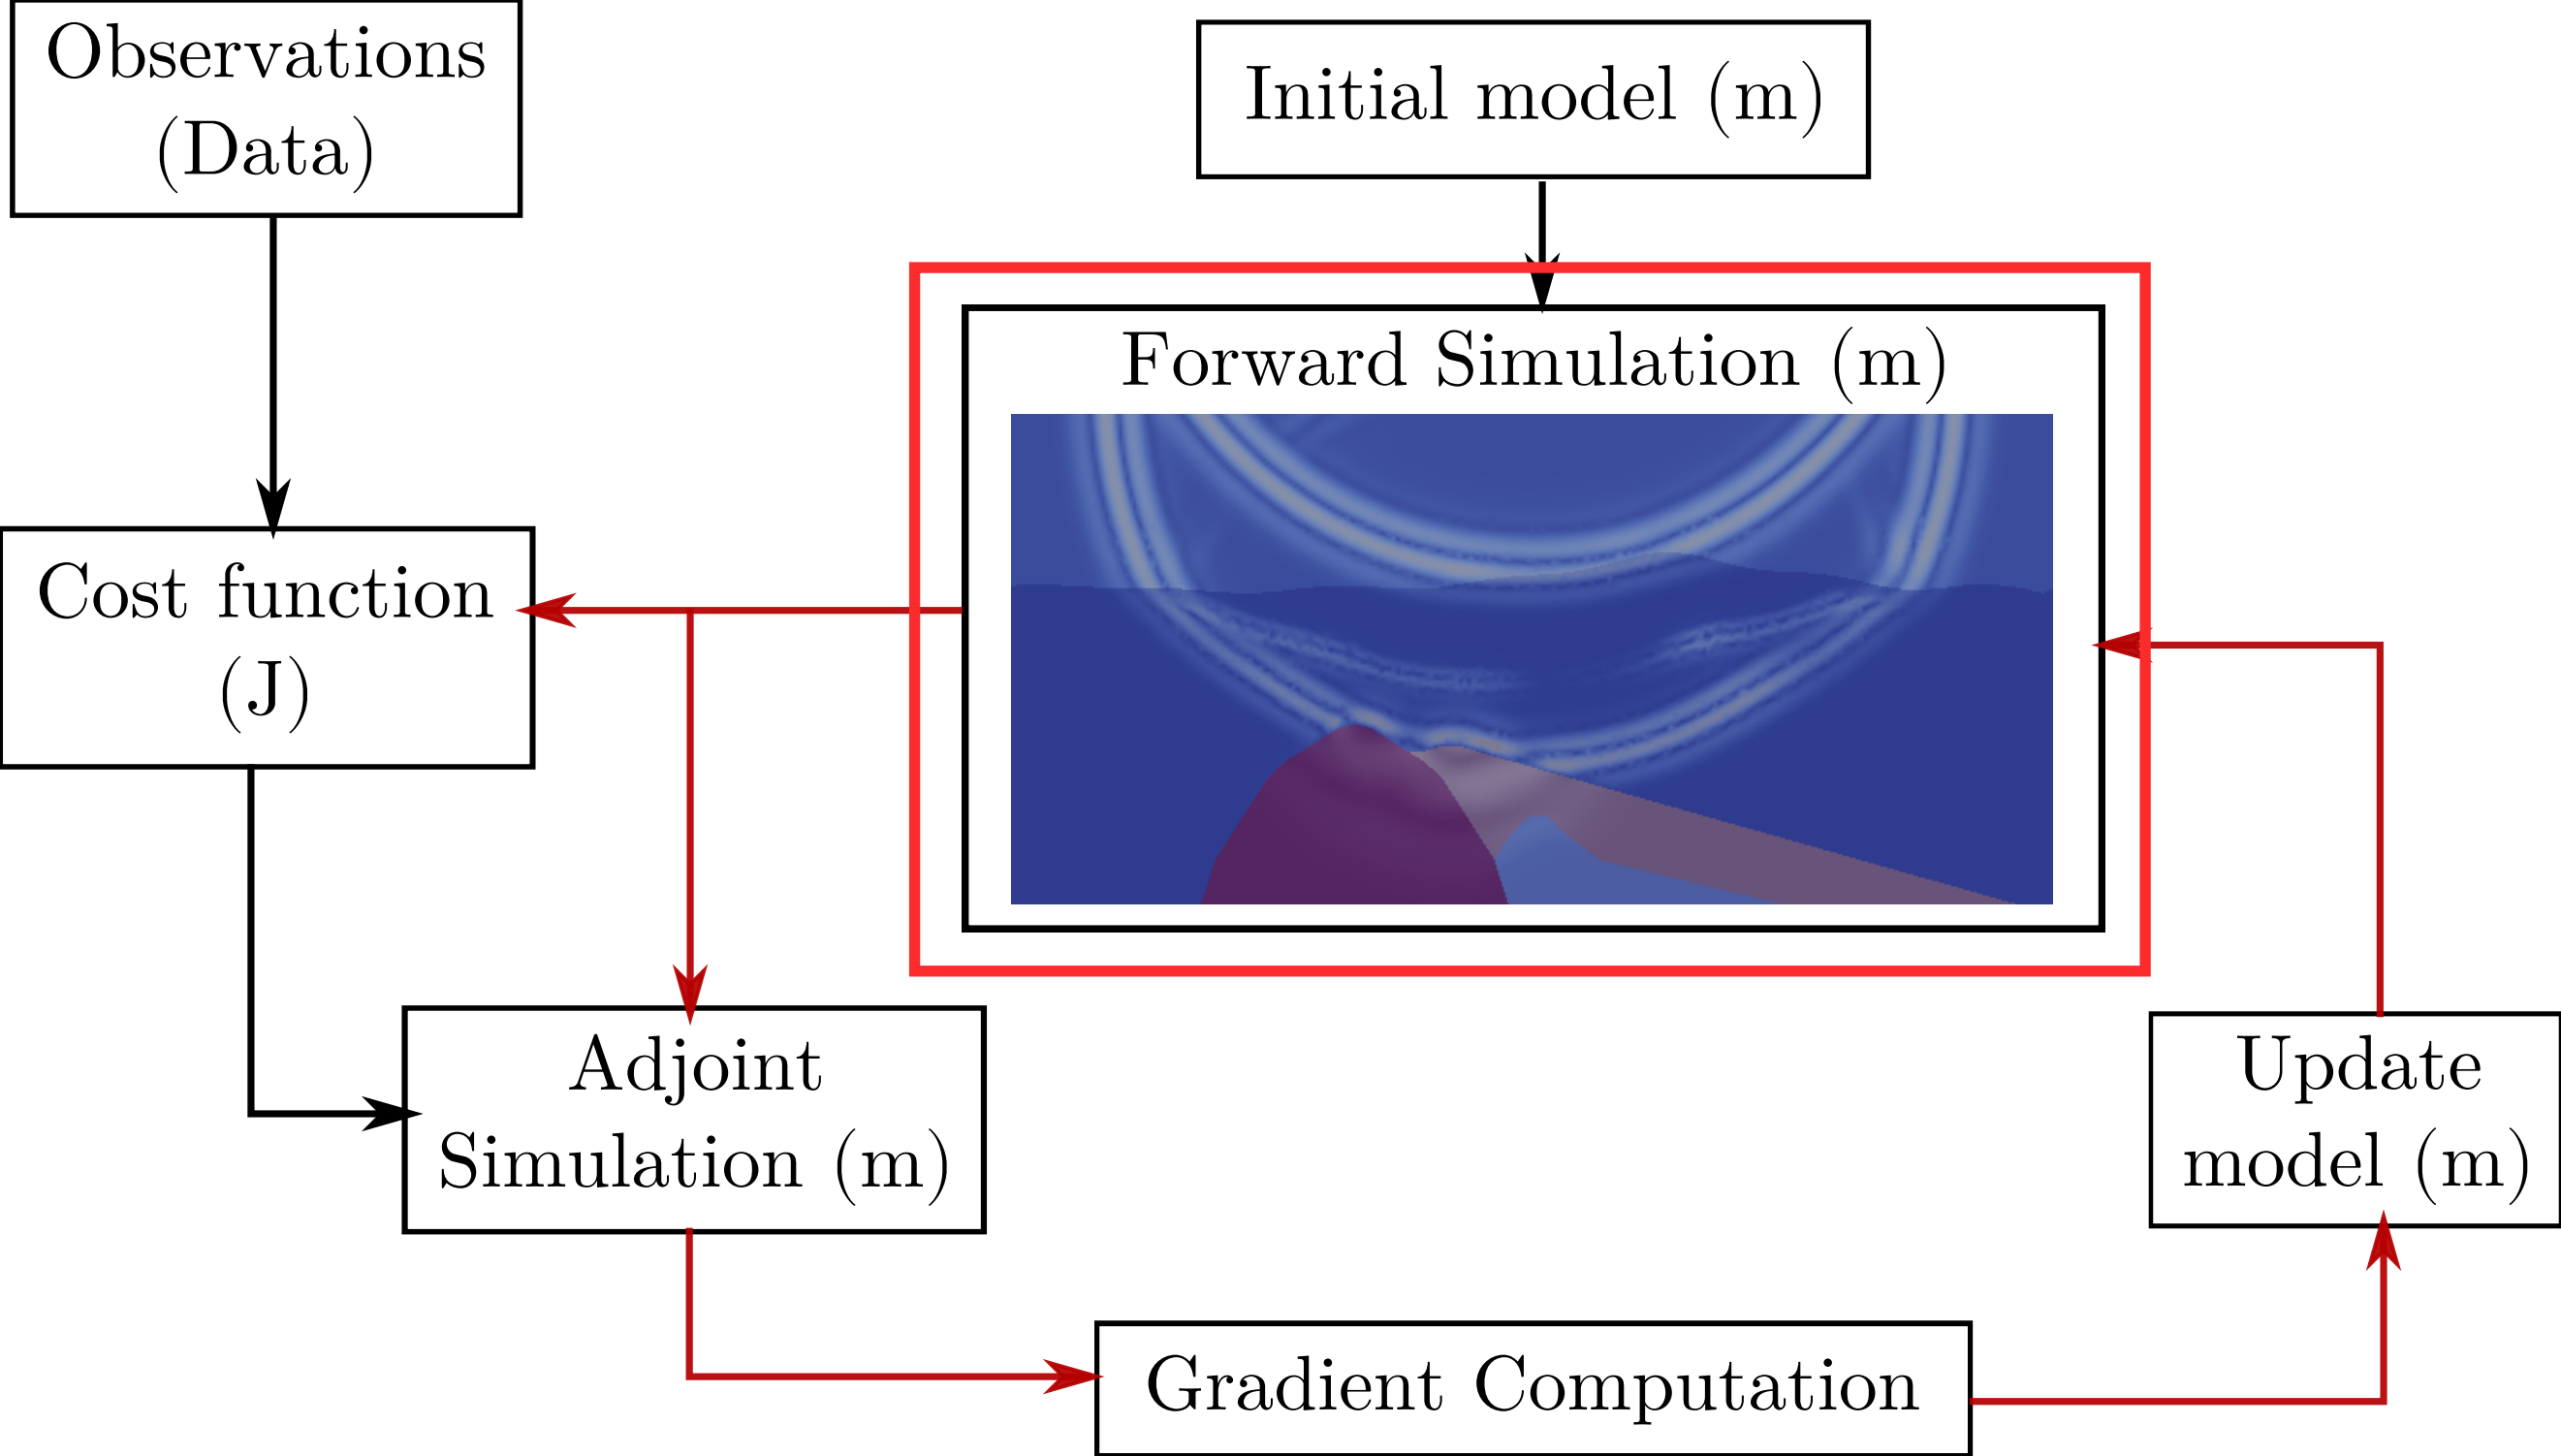 Observations
(Data)
Initial model (m)
Forward Simulation (m)
Cost function
(J)
Adjoint
Simulation (m)
Update
model (m)
Gradient Computation